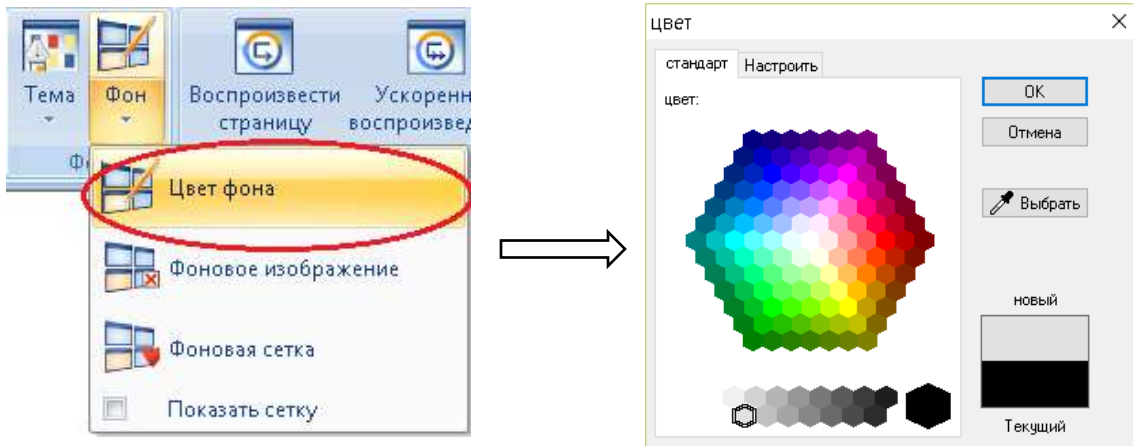 Тема
Фон
Воспроизвести
страницу
Ускоренн
воспроизвед
Ф
Цвет фона
Фоновое изображение
Фоновая сетка
Показать сетку
цвет
стандарт
Настроить
цвет:
OK
Отмена
Выбрать
новый
Текущий